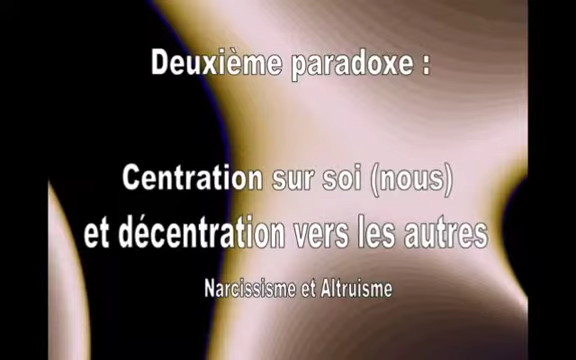 Deuxième paradoxe :
Centration sur soi (nous)
et décentration vers les autres
Narcissisme et Altruisme